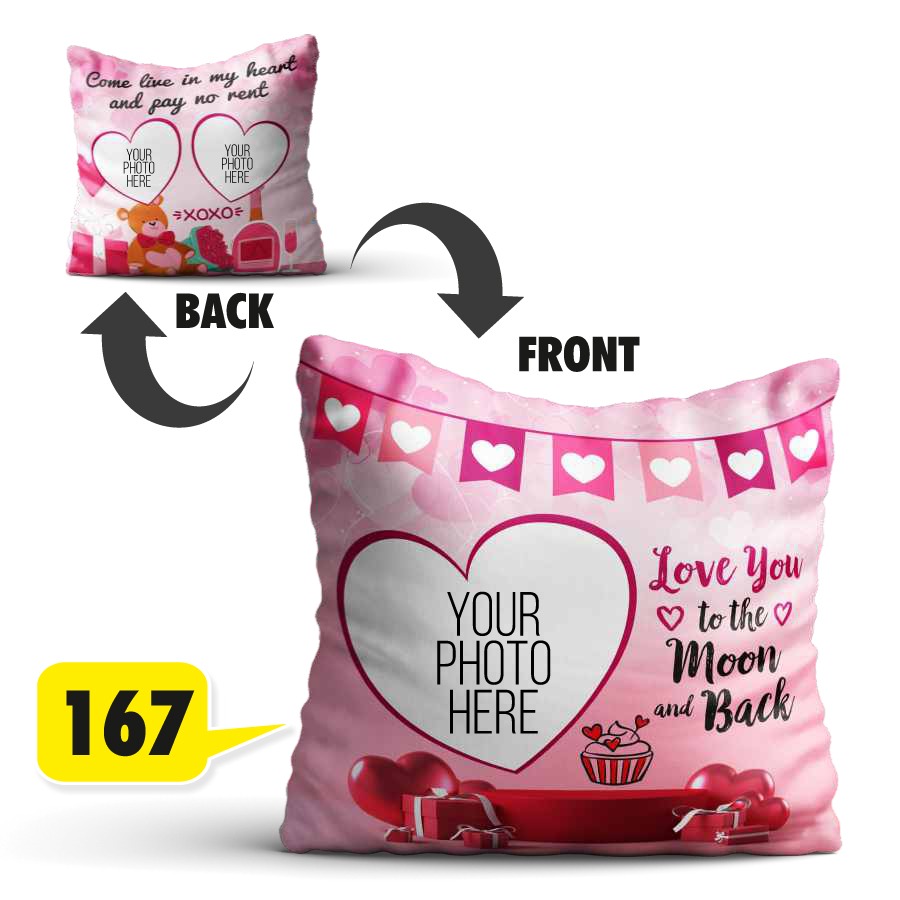 Come live in my heart
and pay no rent
YOUR
PHOTO
HERE
YOUR
PHOTO
HERE
XOXO
BACK
FRONT
YOUR
PHOTO
HERE
Love You
to the
Moon
and Back
167